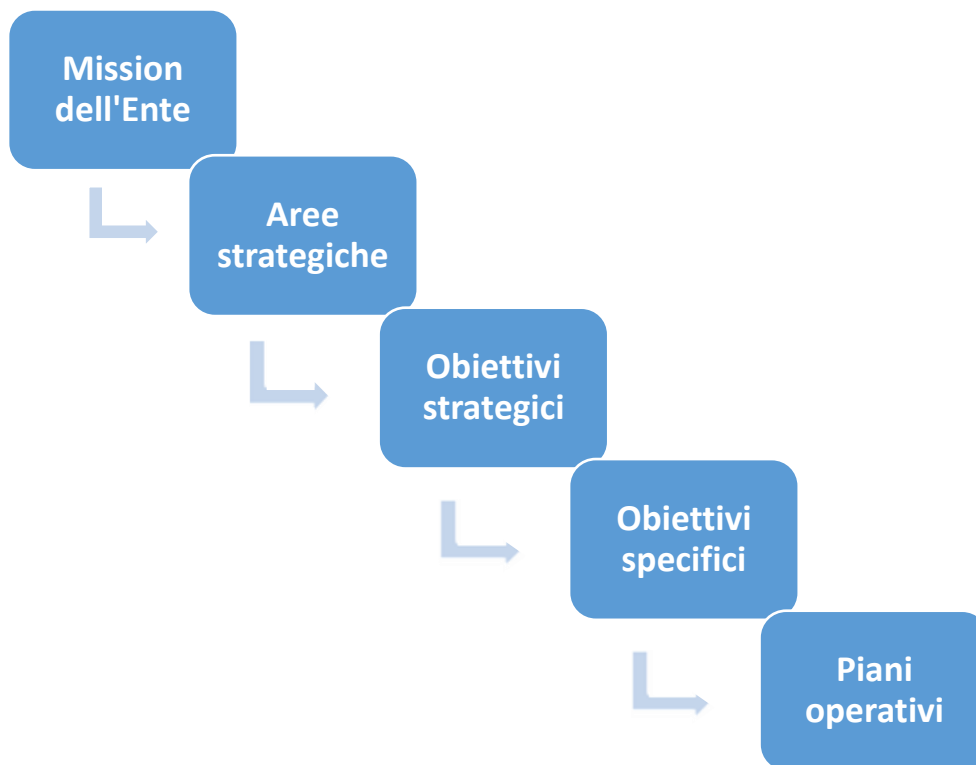 Mission
dell'Ente
Aree
strategiche
Obiettivi
strategici
Obiettivi
specifici
Piani
operativi